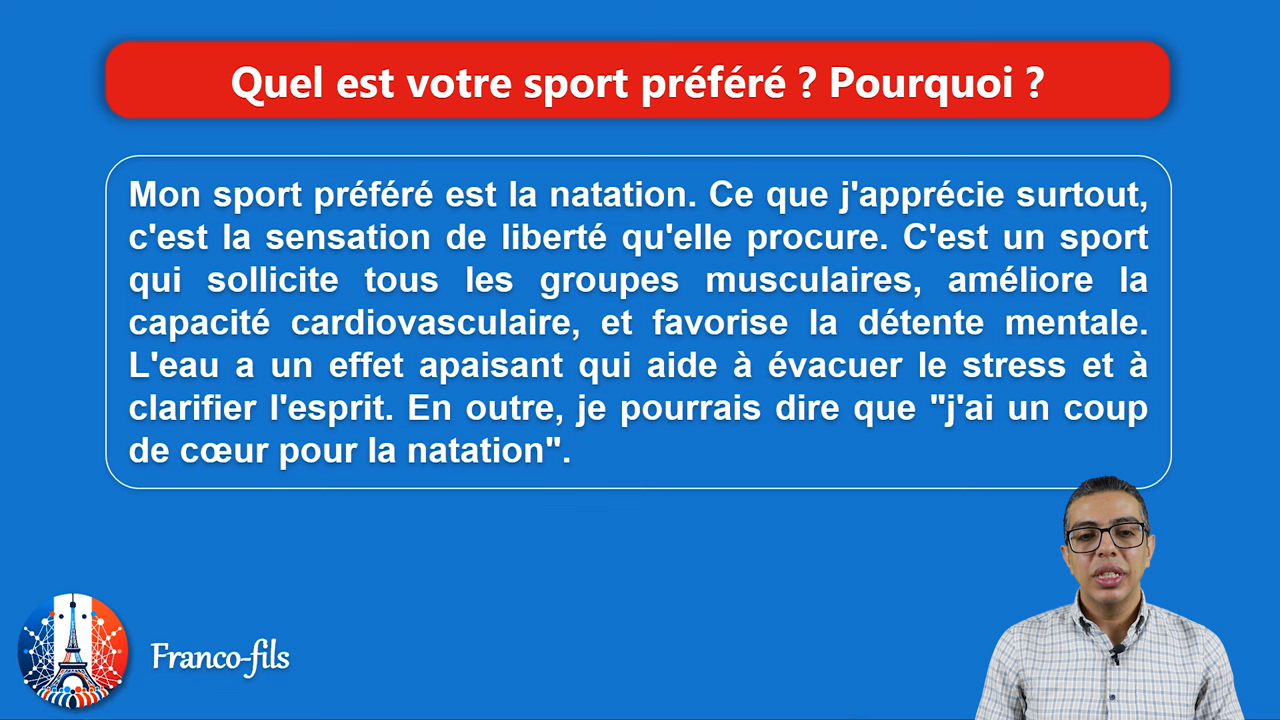 Quel est votre sport préféré ? Pourquoi ?
Mon sport préféré est la natation. Ce que j'apprécie surtout,
c'est la sensation de liberté qu'elle procure. C'est un sport
qui sollicite tous les groupes musculaires, améliore la
capacité cardiovasculaire, et favorise la détente mentale.
L'eau a un effet apaisant qui aide à évacuer le stress et à
clarifier l'esprit. En outre, je pourrais dire que "j'ai un coup
de cœur pour la natation".
Franco-fils